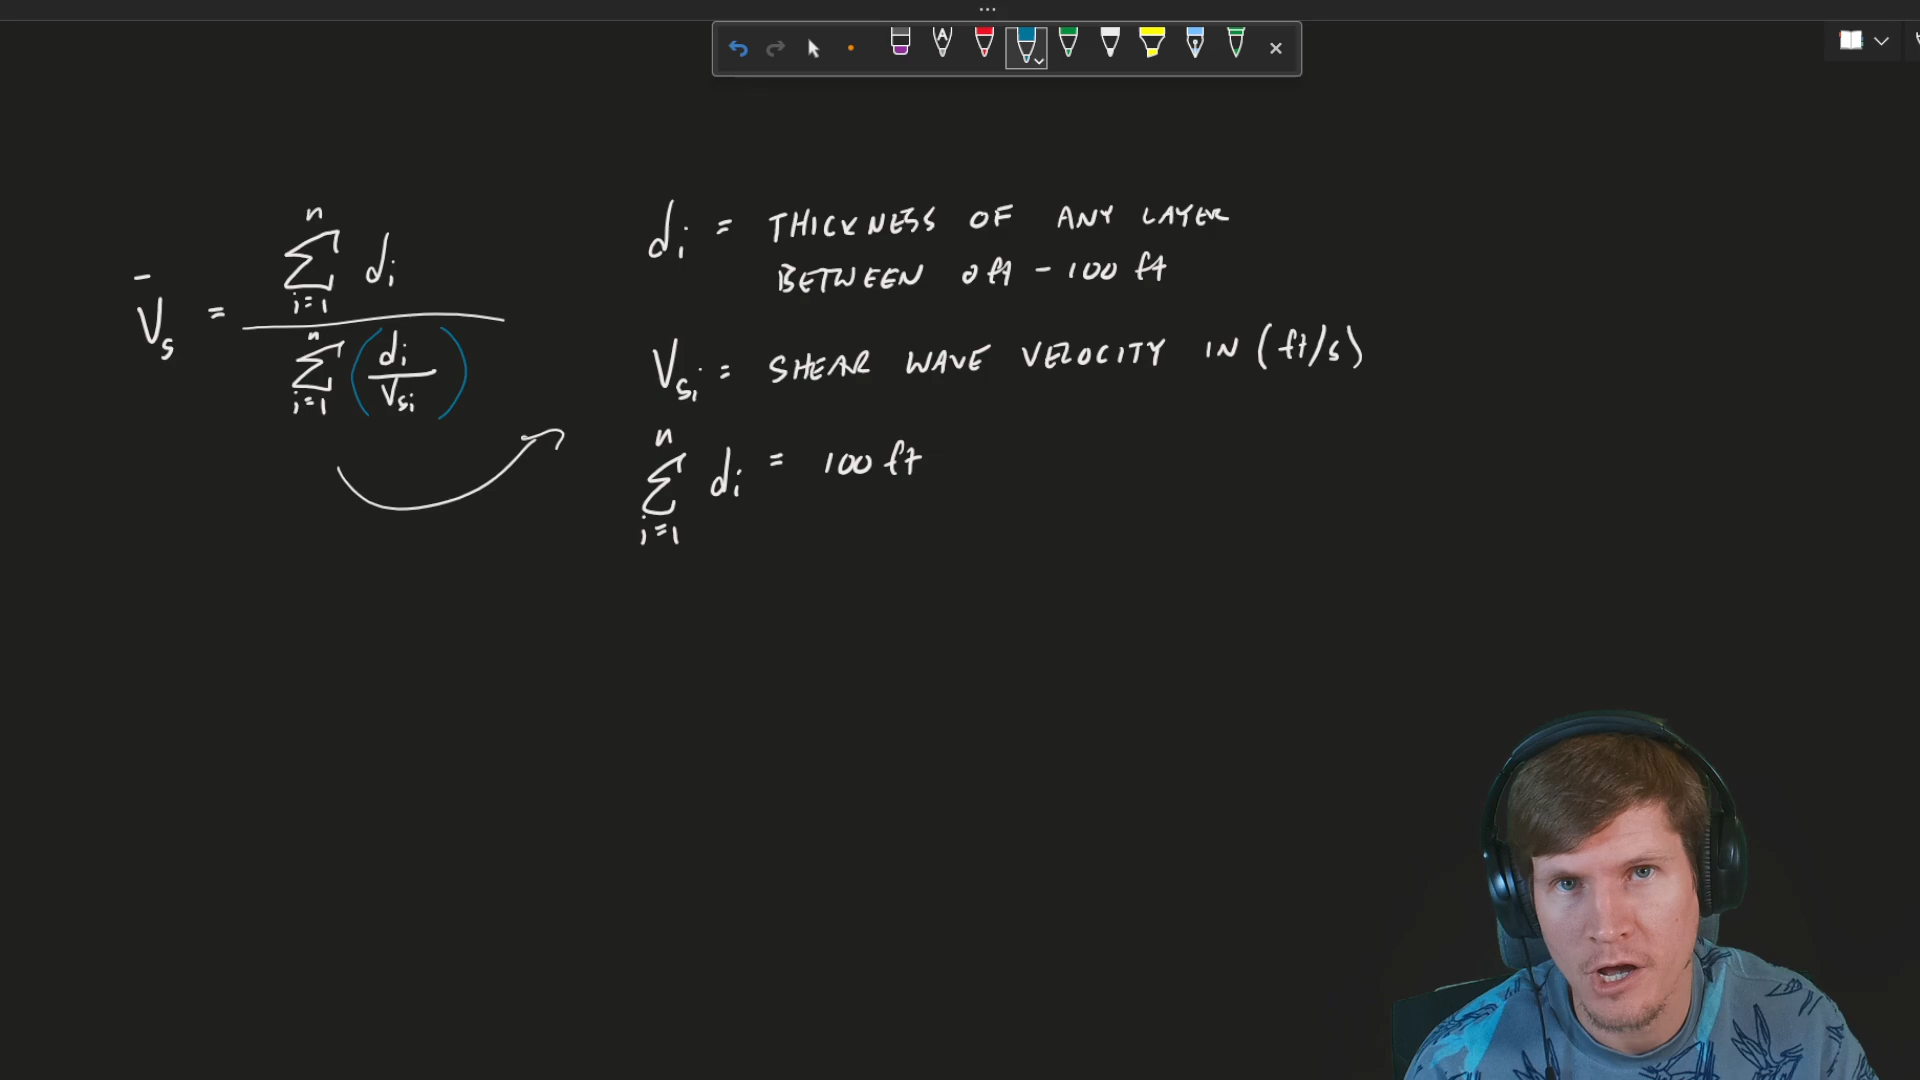 V̄s = Σ(i=1 to n) di / Σ(i=1 to n) (di / Vsi)
di = THICKNESS OF ANY LAYER
BETWEEN 0 ft - 100 ft
Vsi = SHEAR WAVE VELOCITY IN (ft/s)
Σ(i=1 to n) di = 100 ft